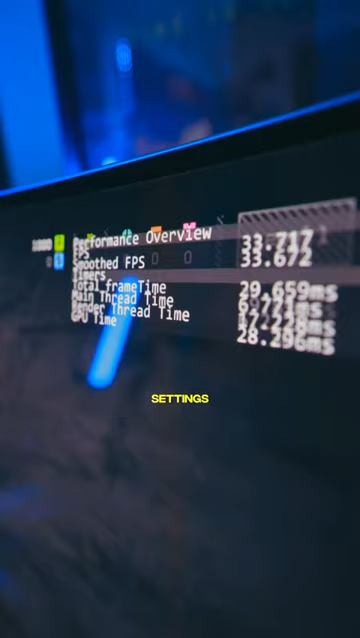 Performance Overview
FPS 33.717
Smoothed FPS 33.672
Timers
Total frameTime 29.659ms
Main Thread Time
Render Thread Time
GPU Time 28.296ms
SETTINGS